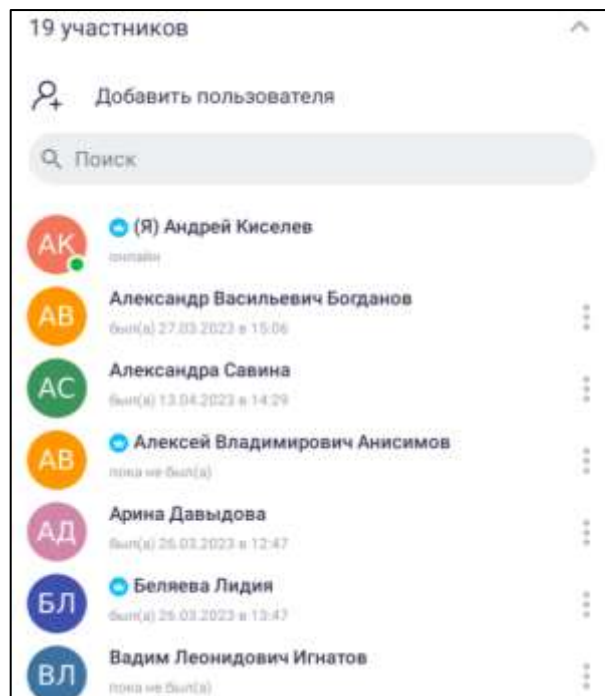 19 участников
Добавить пользователя
Поиск
АК
(Я) Андрей Киселев
онлайн
АВ
Александр Васильевич Богданов
был(а) 27.03.2023 в 15:06
АС
Александра Савина
был(а) 13.04.2023 в 14:29
АВ
Алексей Владимирович Анисимов
пока не был(а)
АД
Арина Давыдова
был(а) 26.03.2023 в 12:47
БЛ
Беляева Лидия
был(а) 26.03.2023 в 13:47
ВЛ
Вадим Леонидович Игнатов
пока не был(а)